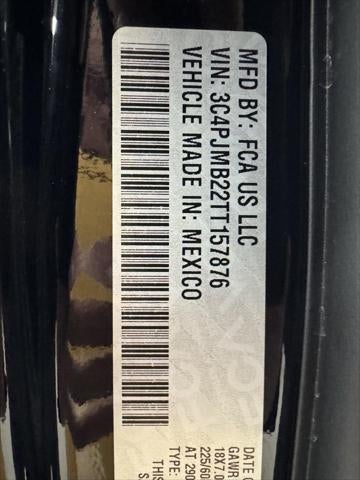 MFD BY: FCA US LLC
VIN: 3C4PJMB22TT157876
VEHICLE MADE IN: MEXICO
DATE
GAWR
18X7.0
225/60
AT 290
TYPE:
THIS